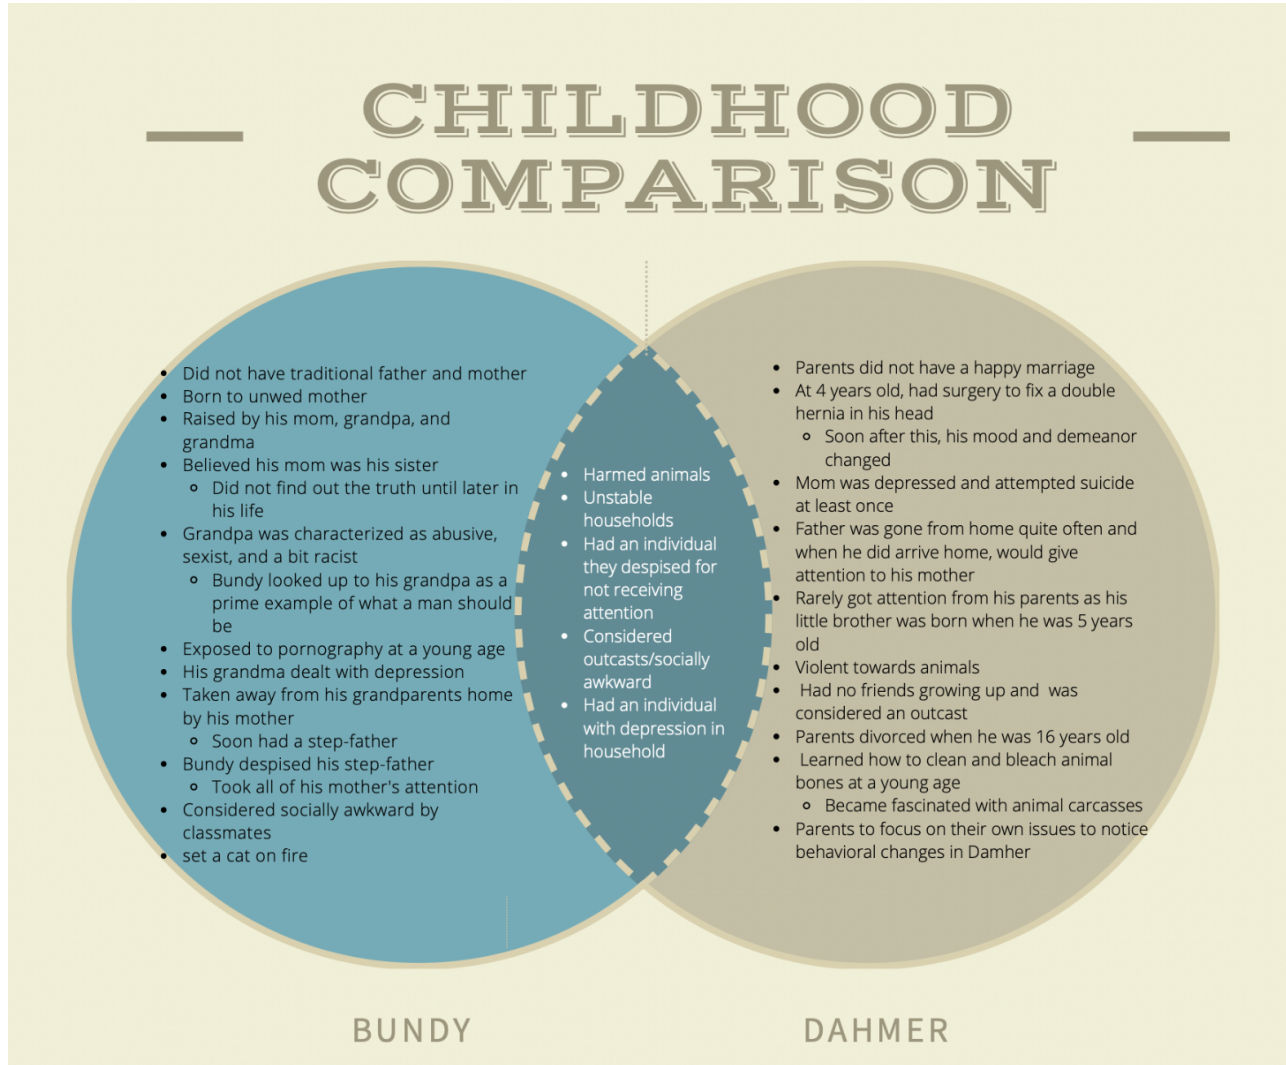 CHILDHOOD
COMPARISON
• Did not have traditional father and mother
• Born to unwed mother
• Raised by his mom, grandpa, and
grandma
• Believed his mom was his sister
◦ Did not find out the truth until later in
his life
• Grandpa was characterized as abusive,
sexist, and a bit racist
◦ Bundy looked up to his grandpa as a
prime example of what a man should
be
• Exposed to pornography at a young age
• His grandma dealt with depression
• Taken away from his grandparents home
by his mother
◦ Soon had a step-father
• Bundy despised his step-father
◦ Took all of his mother's attention
• Considered socially awkward by
classmates
• set a cat on fire
• Harmed animals
• Unstable
households
• Had an individual
they despised for
not receiving
attention
• Considered
outcasts/socially
awkward
• Had an individual
with depression in
household
• Parents did not have a happy marriage
• At 4 years old, had surgery to fix a double
hernia in his head
◦ Soon after this, his mood and demeanor
changed
• Mom was depressed and attempted suicide
at least once
• Father was gone from home quite often and
when he did arrive home, would give
attention to his mother
• Rarely got attention from his parents as his
little brother was born when he was 5 years
old
• Violent towards animals
• Had no friends growing up and was
considered an outcast
• Parents divorced when he was 16 years old
• Learned how to clean and bleach animal
bones at a young age
◦ Became fascinated with animal carcasses
• Parents to focus on their own issues to notice
behavioral changes in Damher
BUNDY
DAHMER